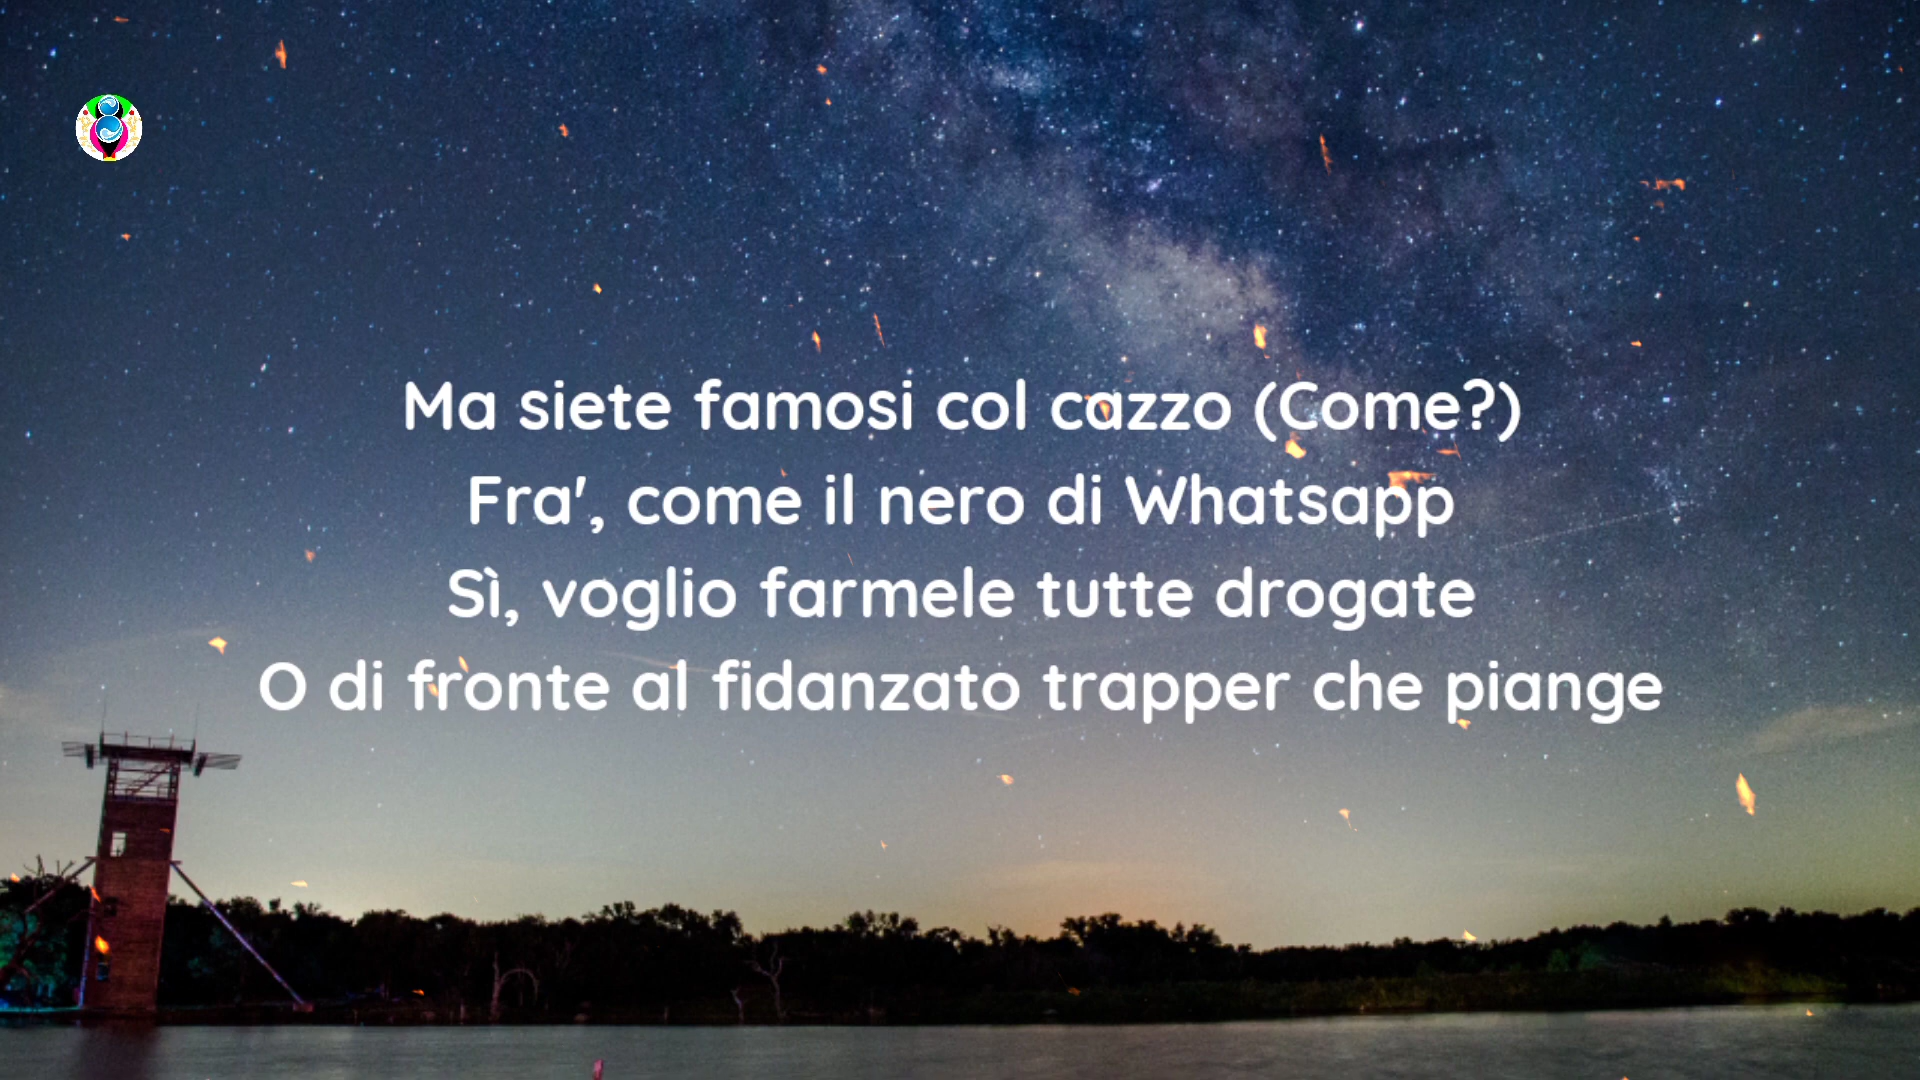 Ma siete famosi col cazzo (Come?)
Fra', come il nero di Whatsapp
Sì, voglio farmele tutte drogate
O di fronte al fidanzato trapper che piange